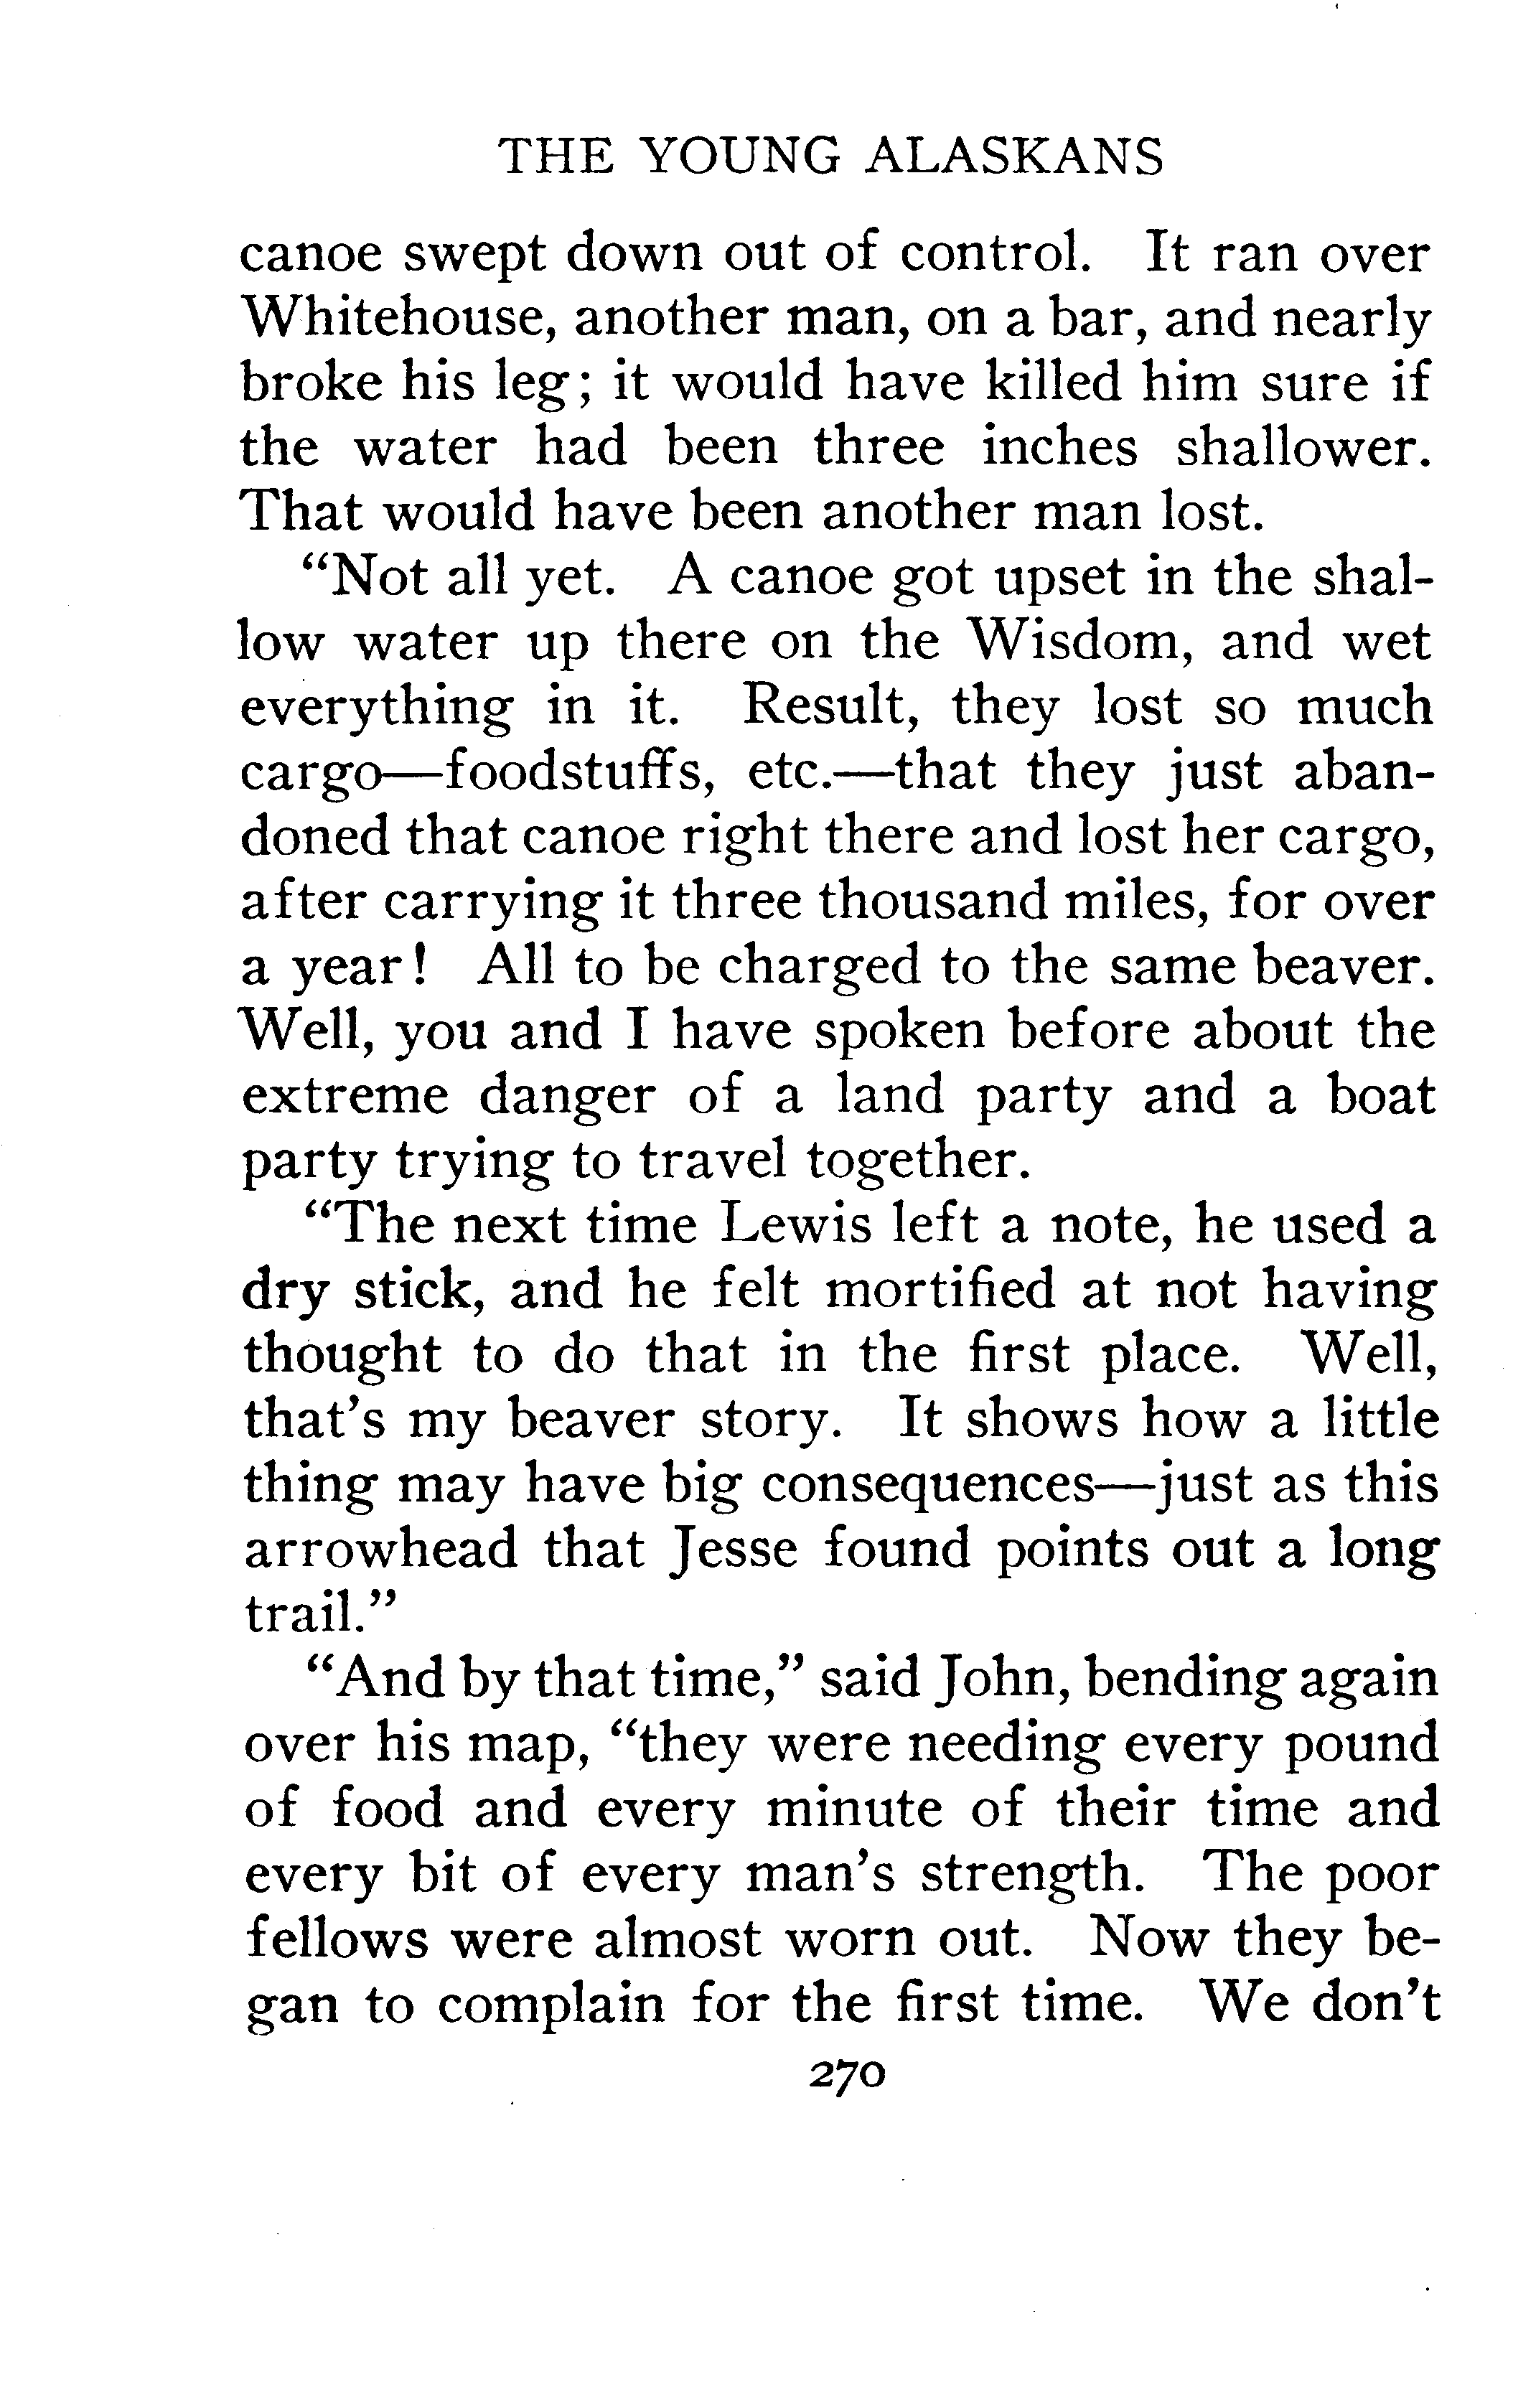 THE YOUNG ALASKANS
canoe swept down out of control. It ran over
Whitehouse, another man, on a bar, and nearly
broke his leg; it would have killed him sure if
the water had been three inches shallower.
That would have been another man lost.
“Not all yet. A canoe got upset in the shal-
low water up there on the Wisdom, and wet
everything in it. Result, they lost so much
cargo—foodstuffs, etc.—that they just aban-
doned that canoe right there and lost her cargo,
after carrying it three thousand miles, for over
a year! All to be charged to the same beaver.
Well, you and I have spoken before about the
extreme danger of a land party and a boat
party trying to travel together.
“The next time Lewis left a note, he used a
dry stick, and he felt mortified at not having
thought to do that in the first place. Well,
that’s my beaver story. It shows how a little
thing may have big consequences—just as this
arrowhead that Jesse found points out a long
trail.”
“And by that time,” said John, bending again
over his map, “they were needing every pound
of food and every minute of their time and
every bit of every man’s strength. The poor
fellows were almost worn out. Now they be-
gan to complain for the first time. We don’t
270